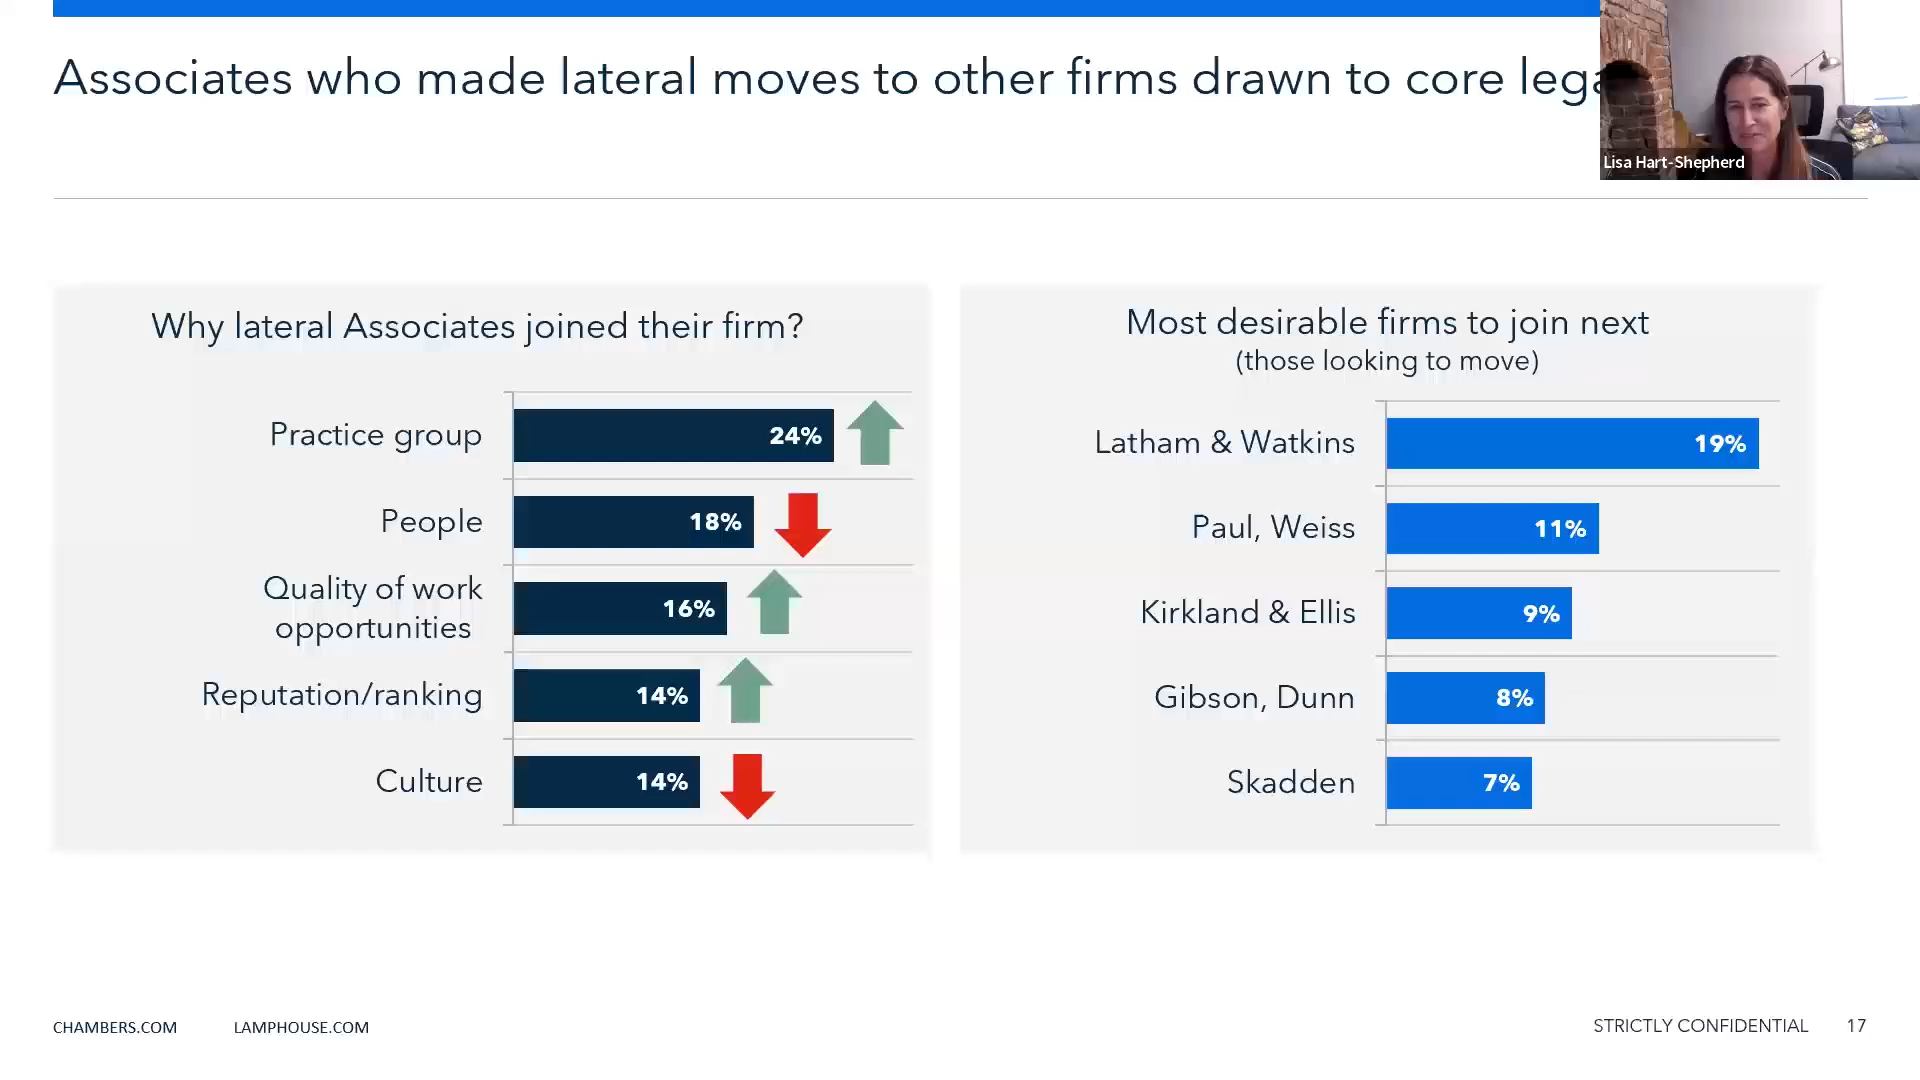 Associates who made lateral moves to other firms drawn to core
Lisa Hart-Shepherd
Why lateral Associates joined their firm?
Practice group
24%
People
18%
Quality of work
opportunities
16%
Reputation/ranking
14%
Culture
14%
Most desirable firms to join next
(those looking to move)
Latham & Watkins
19%
Paul, Weiss
11%
Kirkland & Ellis
9%
Gibson, Dunn
8%
Skadden
7%
CHAMBERS.COM
LAMPHOUSE.COM
STRICTLY CONFIDENTIAL
17